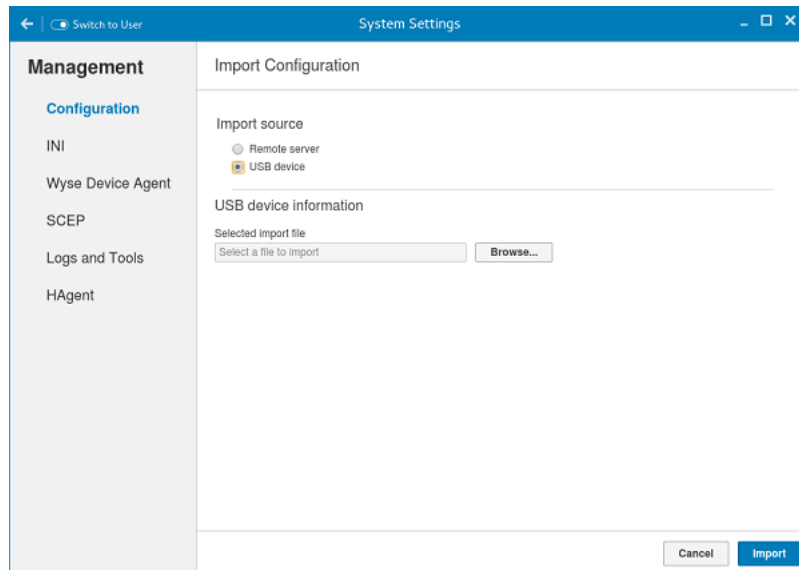 Switch to User
System Settings
Management
Configuration
INI
Wyse Device Agent
SCEP
Logs and Tools
HAgent
Import Configuration
Import source
Remote server
USB device
USB device information
Selected import file
Select a file to import
Browse...
Cancel
Import